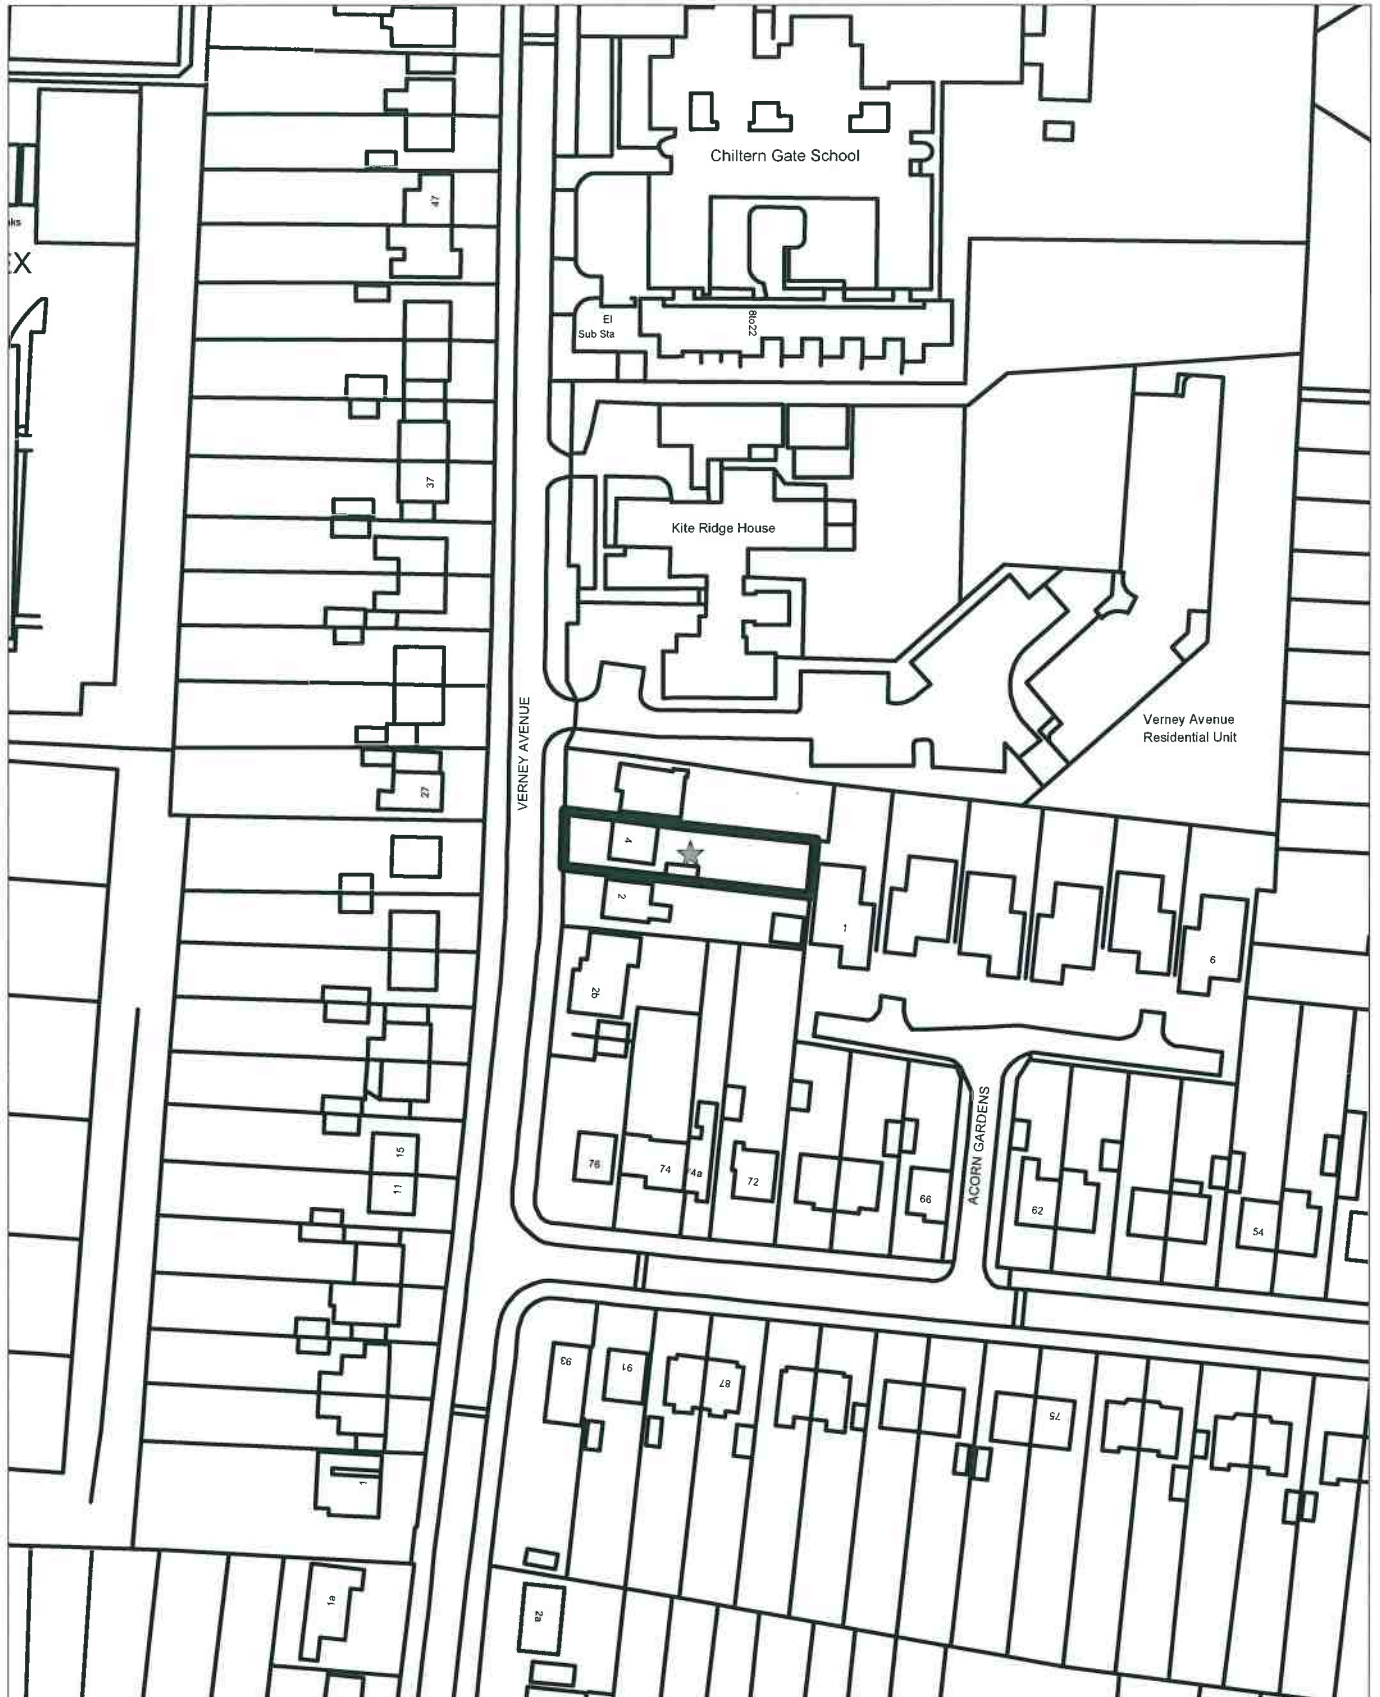 Chiltern Gate School
47
EX
El
Sub Sta
8to22
37
Kite Ridge House
VERNEY AVENUE
Verney Avenue
Residential Unit
27
4
2
1
6
2b
ACORN GARDENS
15
11
76
74
4a
72
66
62
54
93
91
87
75
1
1a
2a